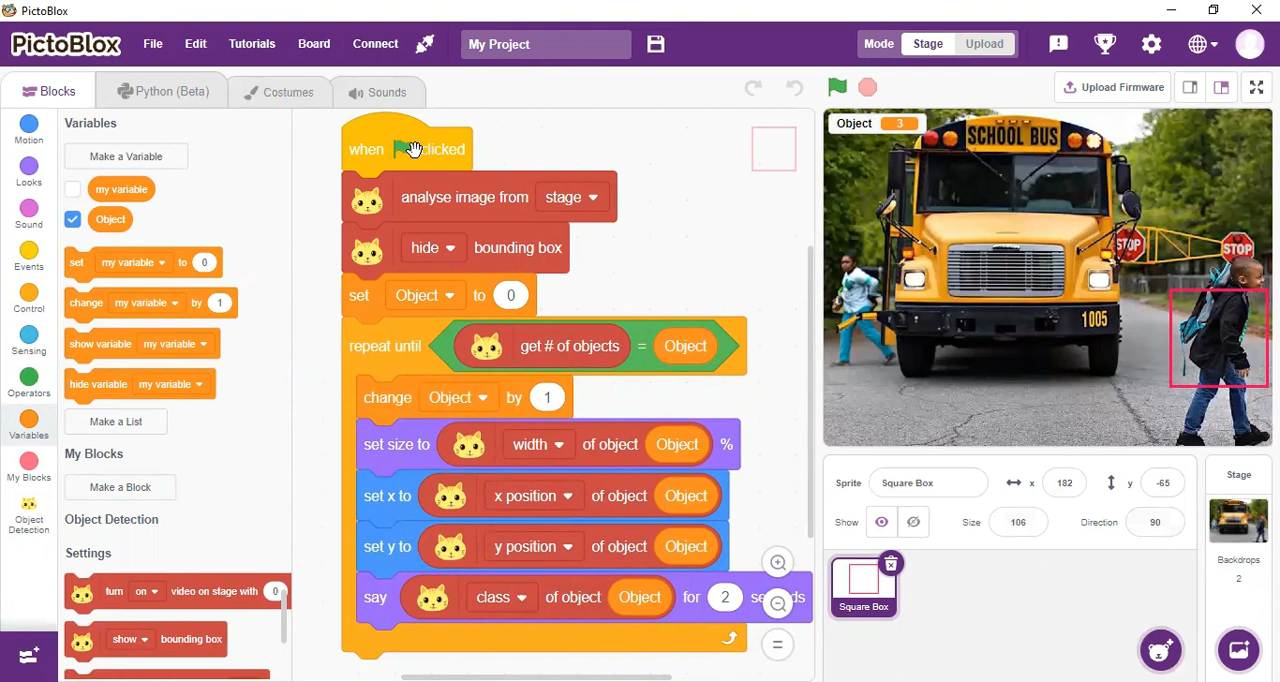 PictoBlox
PictoBlox File Edit Tutorials Board Connect My Project Mode Stage Upload
Blocks Python (Beta) Costumes Sounds Upload Firmware
Motion
Looks
Sound
Events
Control
Sensing
Operators
Variables
My Blocks
Object
Detection
Variables
Make a Variable
my variable
Object
set my variable to 0
change my variable by 1
show variable my variable
hide variable my variable
Make a List
My Blocks
Make a Block
Object Detection
Settings
turn on video on stage with 0
show bounding box
when clicked
analyse image from stage
hide bounding box
set Object to 0
repeat until get # of objects = Object
change Object by 1
set size to width of object Object %
set x to x position of object Object
set y to y position of object Object
say class of object Object for 2
Object 3
SCHOOL BUS
STOP
STOP
1005
Sprite Square Box x 182 y -65
Show Size 106 Direction 90
Square Box
Stage
Backdrops
2